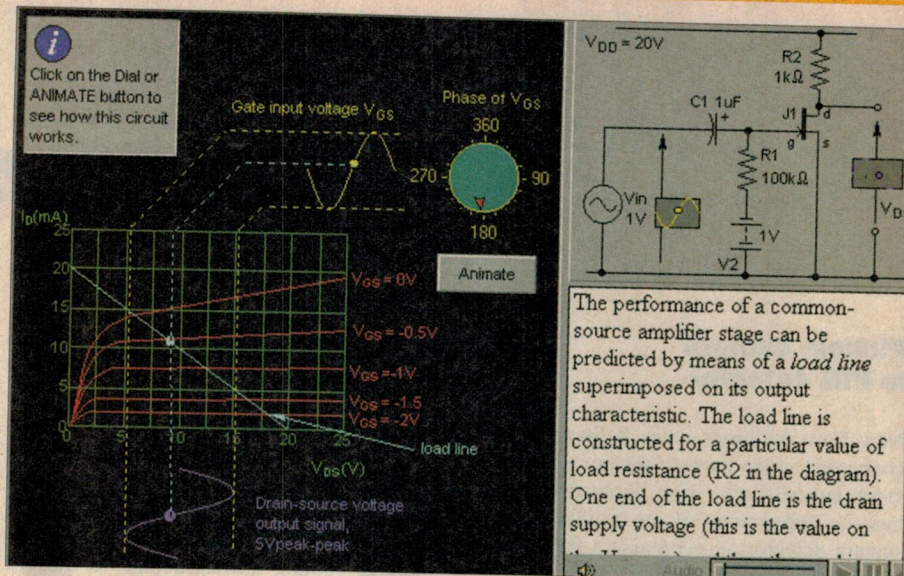 i
Click on the Dial or
ANIMATE button to
see how this circuit
works.
Gate input voltage VGS
Phase of VGS
360
270
90
180
Animate
ID(mA)
25
20
15
10
5
0
5
10
15
20
25
VGS = 0V
VGS = -0.5V
VGS = -1V
VGS = -1.5
VGS = -2V
load line
VDS(V)
Drain-source voltage
output signal,
5Vpeak-peak
VDD = 20V
R2
1kΩ
C1 1uF
+
J1
d
g
s
R1
100kΩ
Vin
1V
1V
V2
VD
The performance of a common-
source amplifier stage can be
predicted by means of a load line
superimposed on its output
characteristic. The load line is
constructed for a particular value of
load resistance (R2 in the diagram).
One end of the load line is the drain
supply voltage (this is the value on
Audio